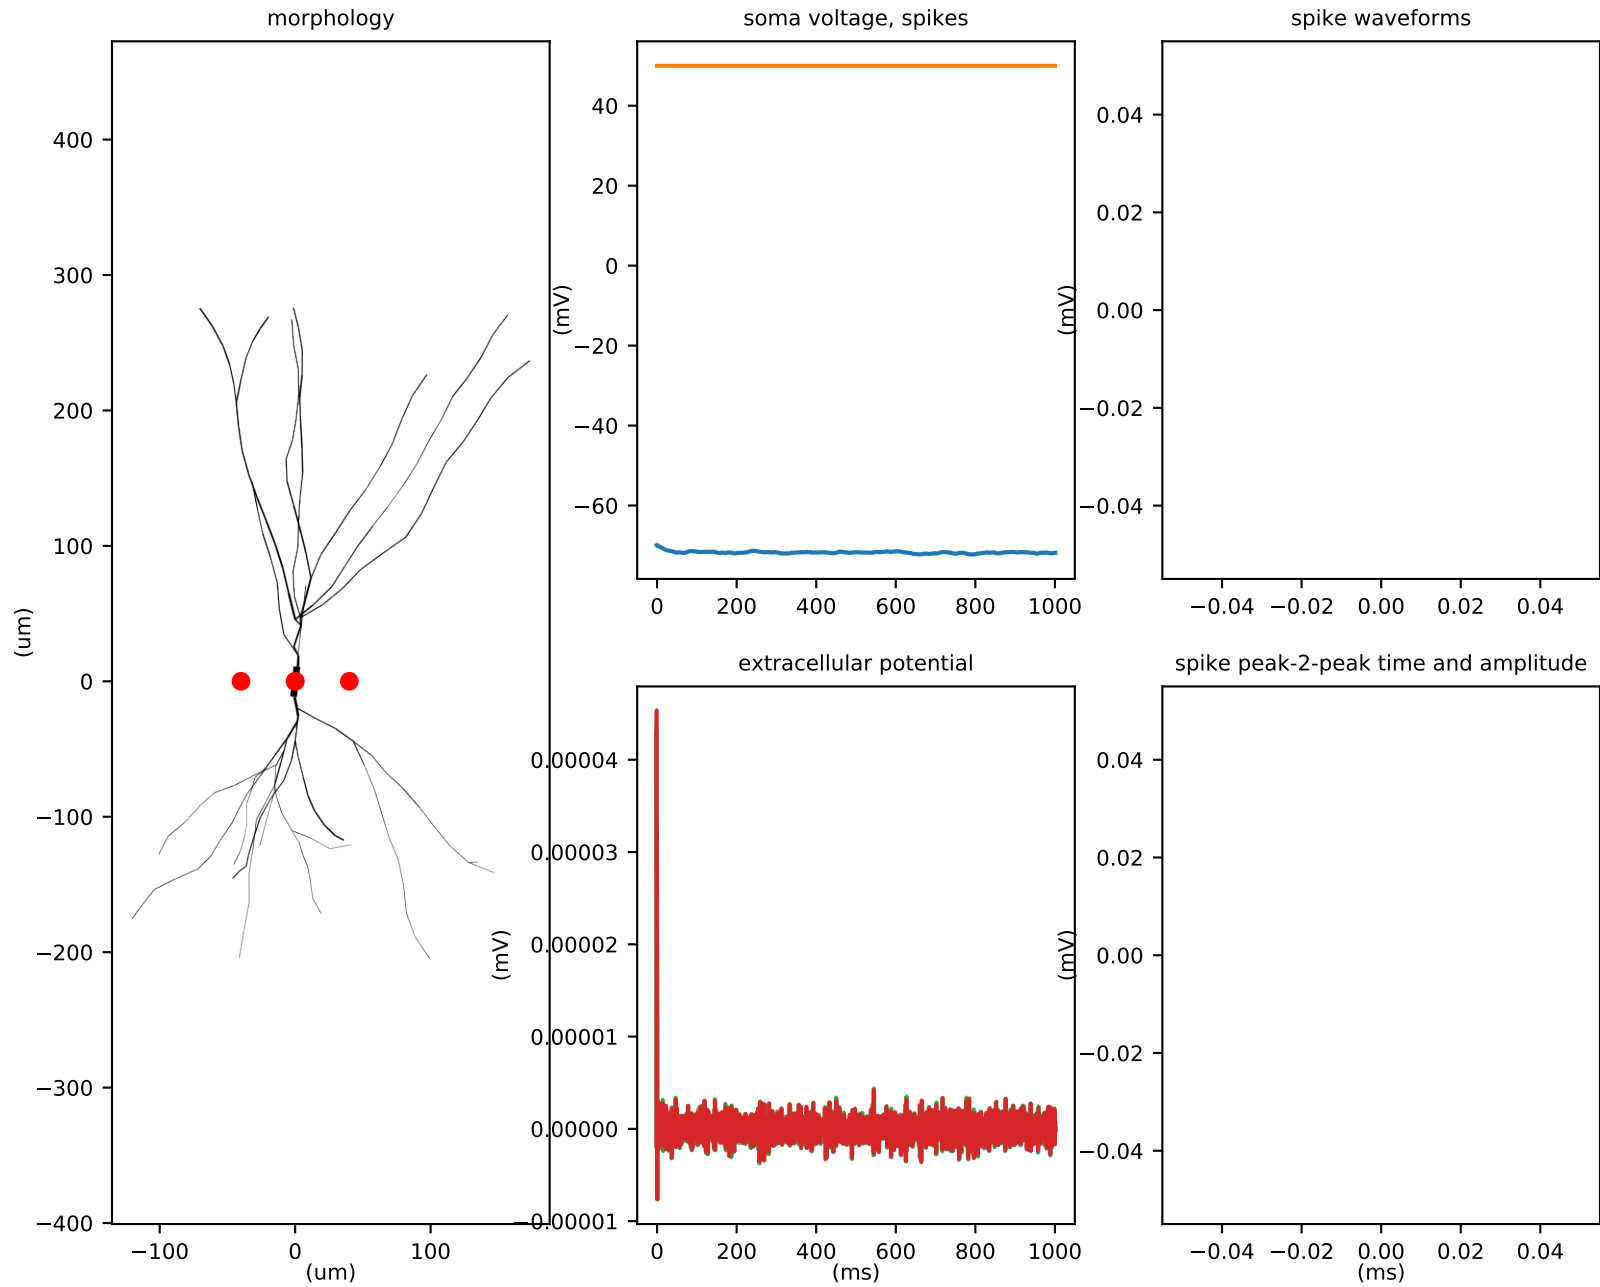 morphology
400
300
200
100
0
−100
−200
−300
−400
−100 0 100
(um)
(um)
soma voltage, spikes
40
20
0
−20
−40
−60
0 200 400 600 800 1000
(mV)
spike waveforms
0.04
0.02
0.00
−0.02
−0.04
−0.04 −0.02 0.00 0.02 0.04
(mV)
extracellular potential
0.00004
0.00003
0.00002
0.00001
0.00000
−0.00001
0 200 400 600 800 1000
(ms)
(mV)
spike peak-2-peak time and amplitude
0.04
0.02
0.00
−0.02
−0.04
−0.04 −0.02 0.00 0.02 0.04
(ms)
(mV)